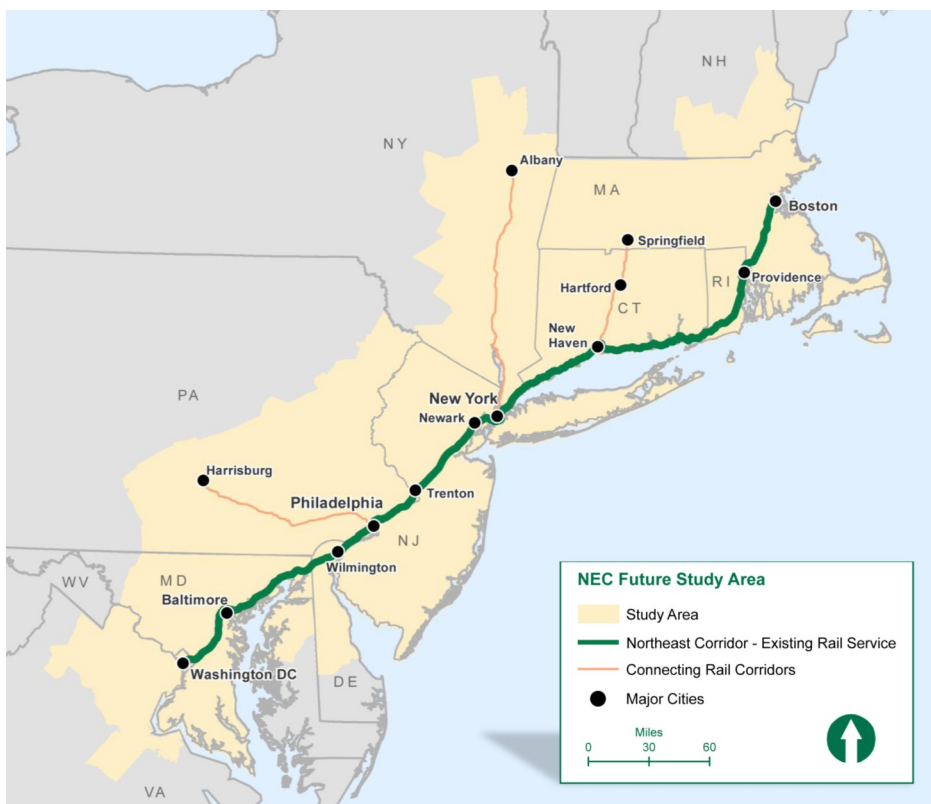 NH
NY
Albany
MA
Boston
Springfield
Providence
RI
Hartford
CT
New
Haven
PA
New York
Newark
Harrisburg
Trenton
Philadelphia
NJ
Wilmington
WV
MD
Baltimore
Washington DC
DE
VA
NEC Future Study Area
Study Area
Northeast Corridor - Existing Rail Service
Connecting Rail Corridors
Major Cities
Miles
0 30 60